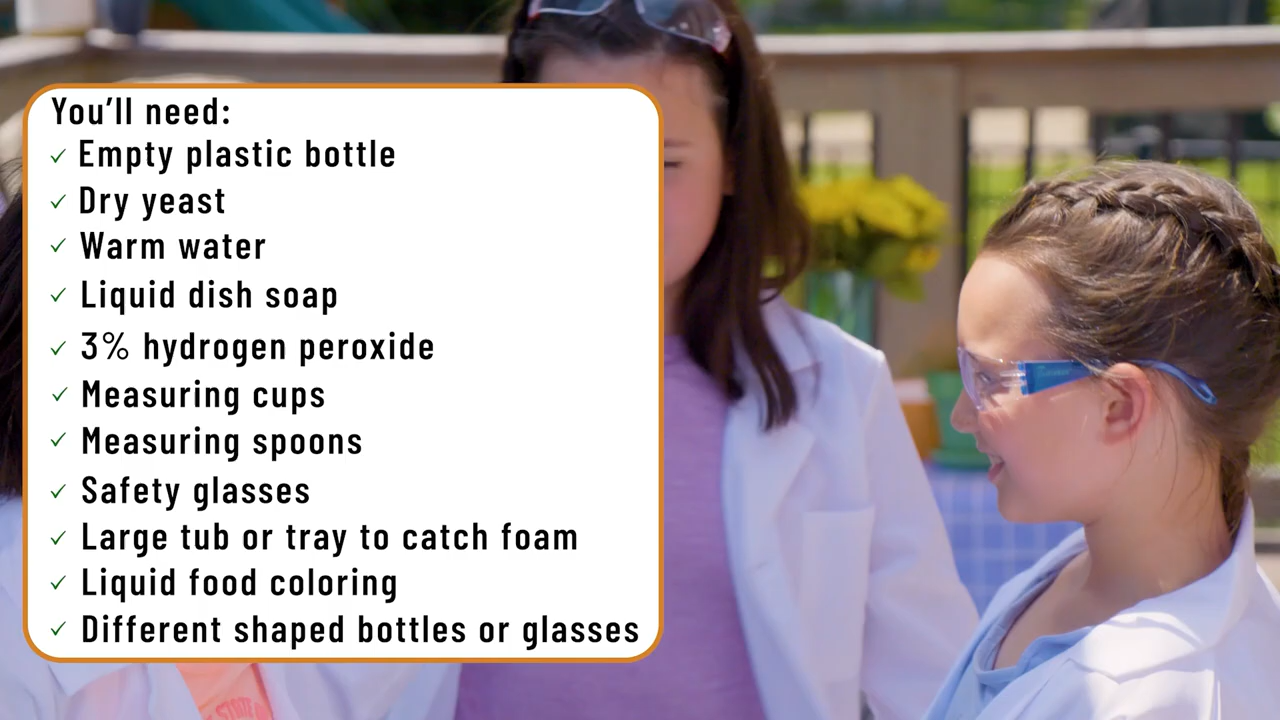 You'll need:
✓ Empty plastic bottle
✓ Dry yeast
✓ Warm water
✓ Liquid dish soap
✓ 3% hydrogen peroxide
✓ Measuring cups
✓ Measuring spoons
✓ Safety glasses
✓ Large tub or tray to catch foam
✓ Liquid food coloring
✓ Different shaped bottles or glasses